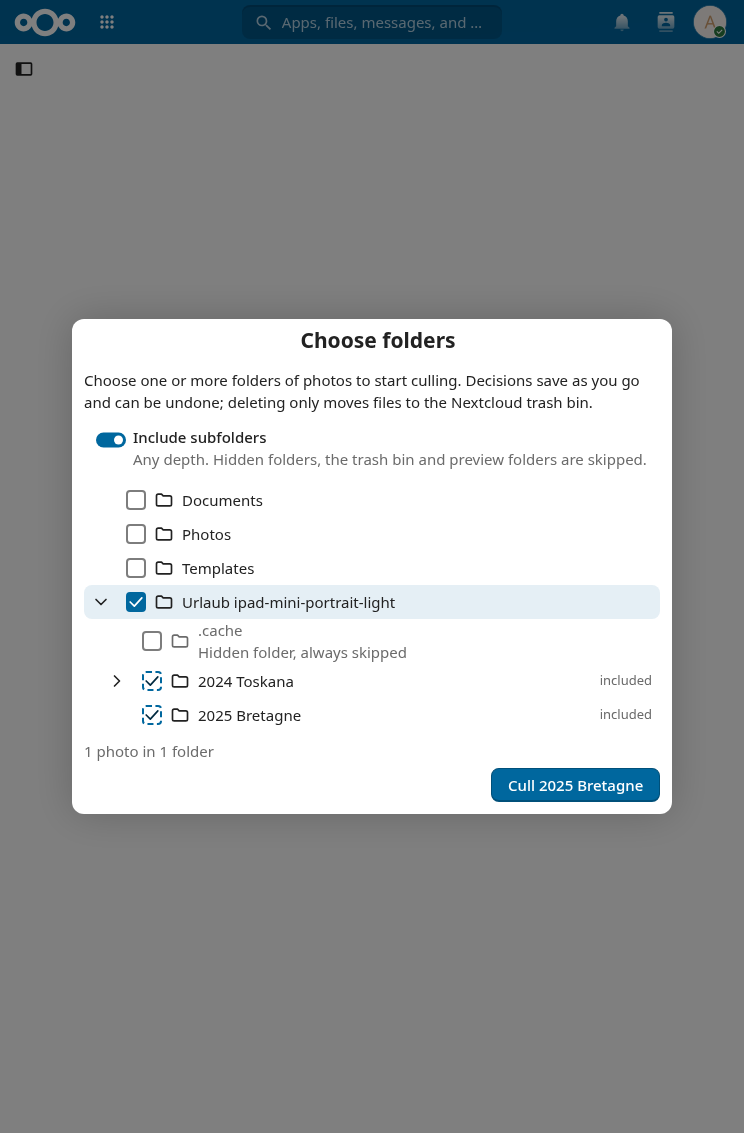 Apps, files, messages, and ...
A
Choose folders
Choose one or more folders of photos to start culling. Decisions save as you go
and can be undone; deleting only moves files to the Nextcloud trash bin.
Include subfolders
Any depth. Hidden folders, the trash bin and preview folders are skipped.
Documents
Photos
Templates
Urlaub ipad-mini-portrait-light
.cache
Hidden folder, always skipped
2024 Toskana included
2025 Bretagne included
1 photo in 1 folder
Cull 2025 Bretagne